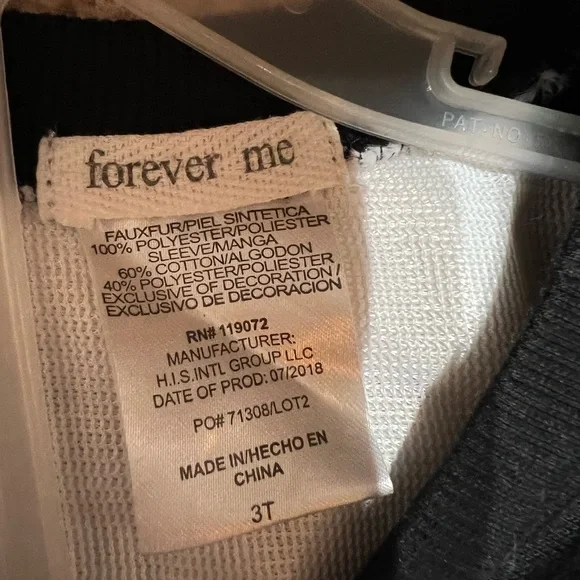 PAT. NO.
forever me
FAUXFUR/PIEL SINTETICA
100% POLYESTER/POLIESTER
SLEEVE/MANGA
60% COTTON/ALGODON
40% POLYESTER/POLIESTER
EXCLUSIVE OF DECORATION/
EXCLUSIVO DE DECORACION
RN# 119072
MANUFACTURER:
H.I.S.INTL GROUP LLC
DATE OF PROD: 07/2018
PO# 71308/LOT2
MADE IN/HECHO EN
CHINA
3T